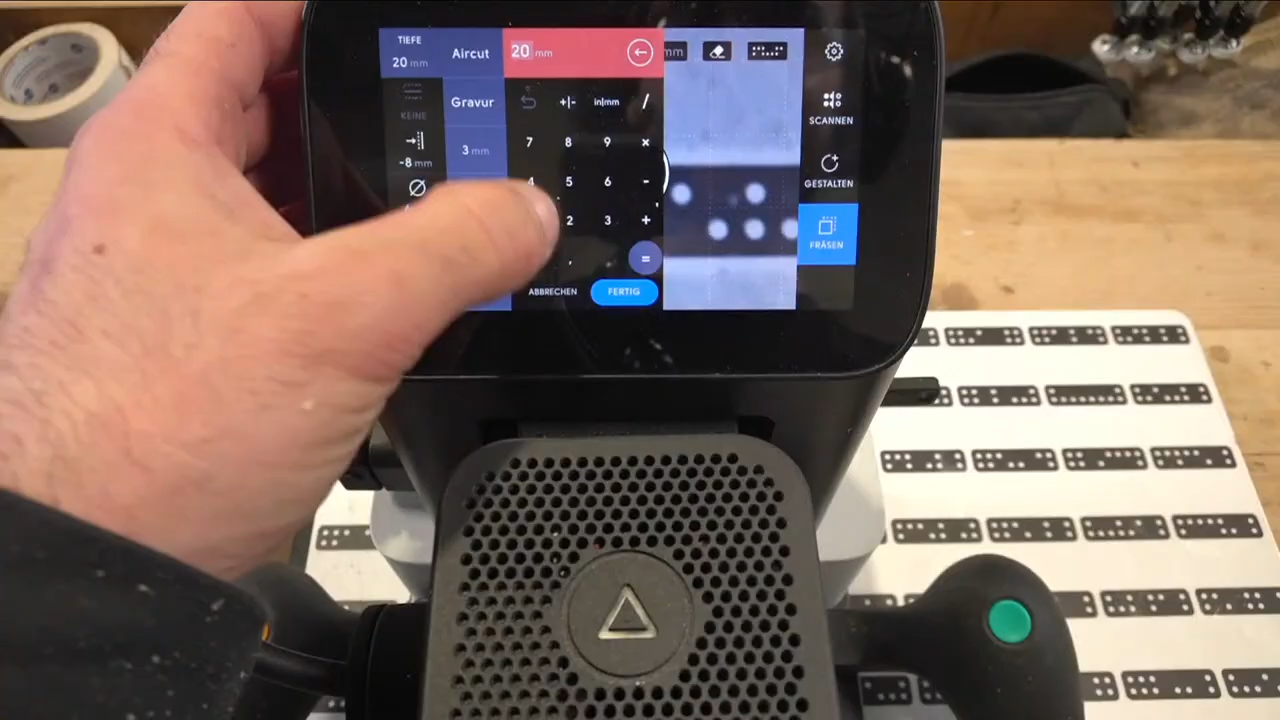 TIEFE
20 mm
Aircut
20 mm
mm
KEINE
Gravur
+|- in|mm /
-8 mm
3 mm
7 8 9 ×
4 5 6 -
2 3 +
, =
ABBRECHEN
FERTIG
SCANNEN
GESTALTEN
FRÄSEN